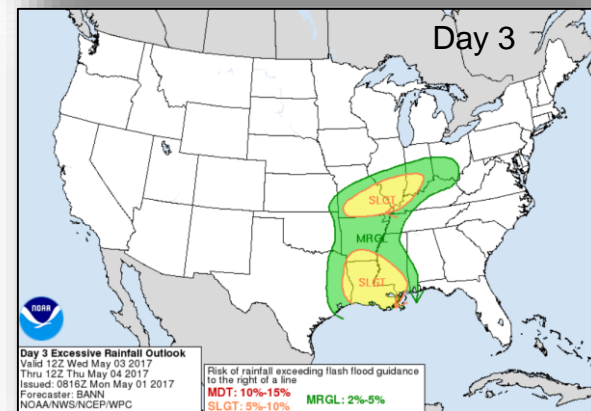 Day 3
SLGT
MRGL
SLGT
NOAA
Day 3 Excessive Rainfall Outlook
Valid 12Z Wed May 03 2017
Thru 12Z Thu May 04 2017
Issued: 0816Z Mon May 01 2017
Forecaster: BANN
NOAA/NWS/NCEP/WPC
Risk of rainfall exceeding flash flood guidance
to the right of a line
MDT: 10%-15%
SLGT: 5%-10%
MRGL: 2%-5%